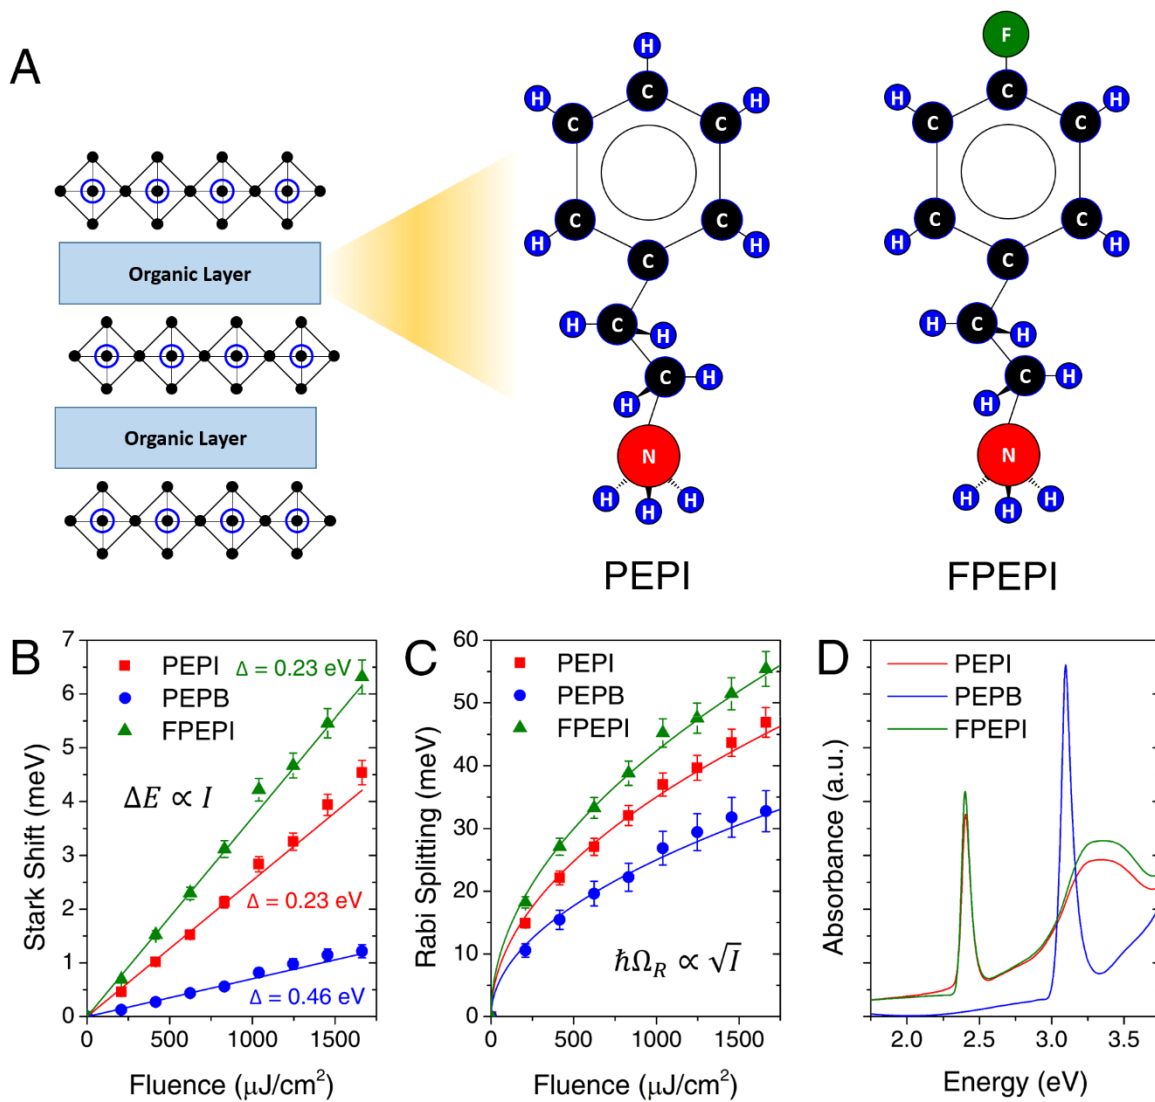 A
H
F
H
C
H
H
C
H
C
C
C
C
Organic Layer
C
C
C
C
H
H
H
H
C
C
H
C
H
H
C
H
Organic Layer
C
H
C
H
H
H
N
N
H
H
H
H
H
H
PEPI
FPEPI
B
7
6
5
4
3
2
1
0
Stark Shift (meV)
PEPI
PEPB
FPEPI
Δ = 0.23 eV
ΔE ∝ I
Δ = 0.23 eV
Δ = 0.46 eV
0 500 1000 1500
Fluence (μJ/cm²)
C
60
50
40
30
20
10
0
Rabi Splitting (meV)
PEPI
PEPB
FPEPI
ℏΩ_R ∝ √I
0 500 1000 1500
Fluence (μJ/cm²)
D
Absorbance (a.u.)
PEPI
PEPB
FPEPI
2.0 2.5 3.0 3.5
Energy (eV)